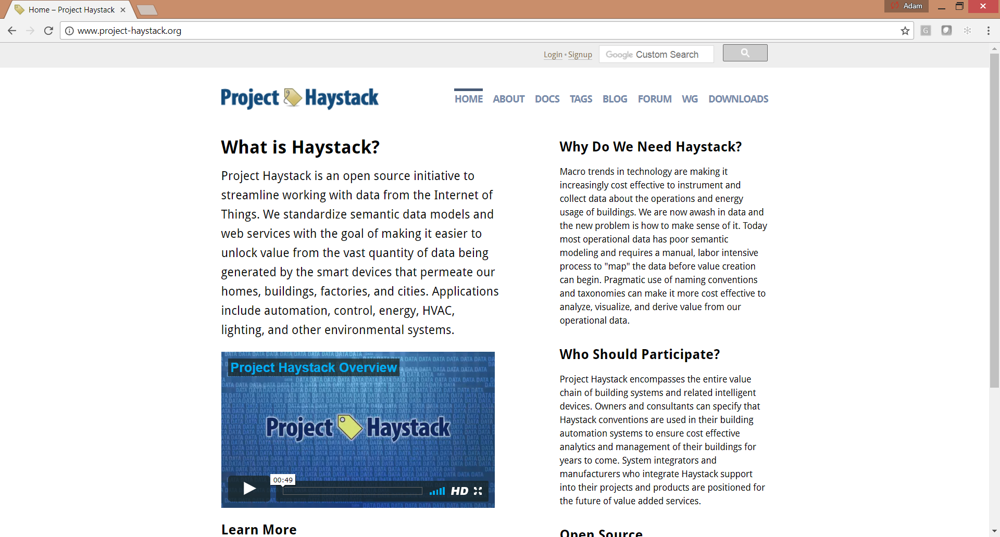 Home – Project Haystack
Adam
www.project-haystack.org
G
Login • Signup
Google Custom Search
Project Haystack
HOME ABOUT DOCS TAGS BLOG FORUM WG DOWNLOADS
What is Haystack?
Project Haystack is an open source initiative to
streamline working with data from the Internet of
Things. We standardize semantic data models and
web services with the goal of making it easier to
unlock value from the vast quantity of data being
generated by the smart devices that permeate our
homes, buildings, factories, and cities. Applications
include automation, control, energy, HVAC,
lighting, and other environmental systems.
Project Haystack Overview
Project Haystack
00:49
HD
Learn More
Why Do We Need Haystack?
Macro trends in technology are making it
increasingly cost effective to instrument and
collect data about the operations and energy
usage of buildings. We are now awash in data and
the new problem is how to make sense of it. Today
most operational data has poor semantic
modeling and requires a manual, labor intensive
process to "map" the data before value creation
can begin. Pragmatic use of naming conventions
and taxonomies can make it more cost effective to
analyze, visualize, and derive value from our
operational data.
Who Should Participate?
Project Haystack encompasses the entire value
chain of building systems and related intelligent
devices. Owners and consultants can specify that
Haystack conventions are used in their building
automation systems to ensure cost effective
analytics and management of their buildings for
years to come. System integrators and
manufacturers who integrate Haystack support
into their projects and products are positioned for
the future of value added services.
Open Source